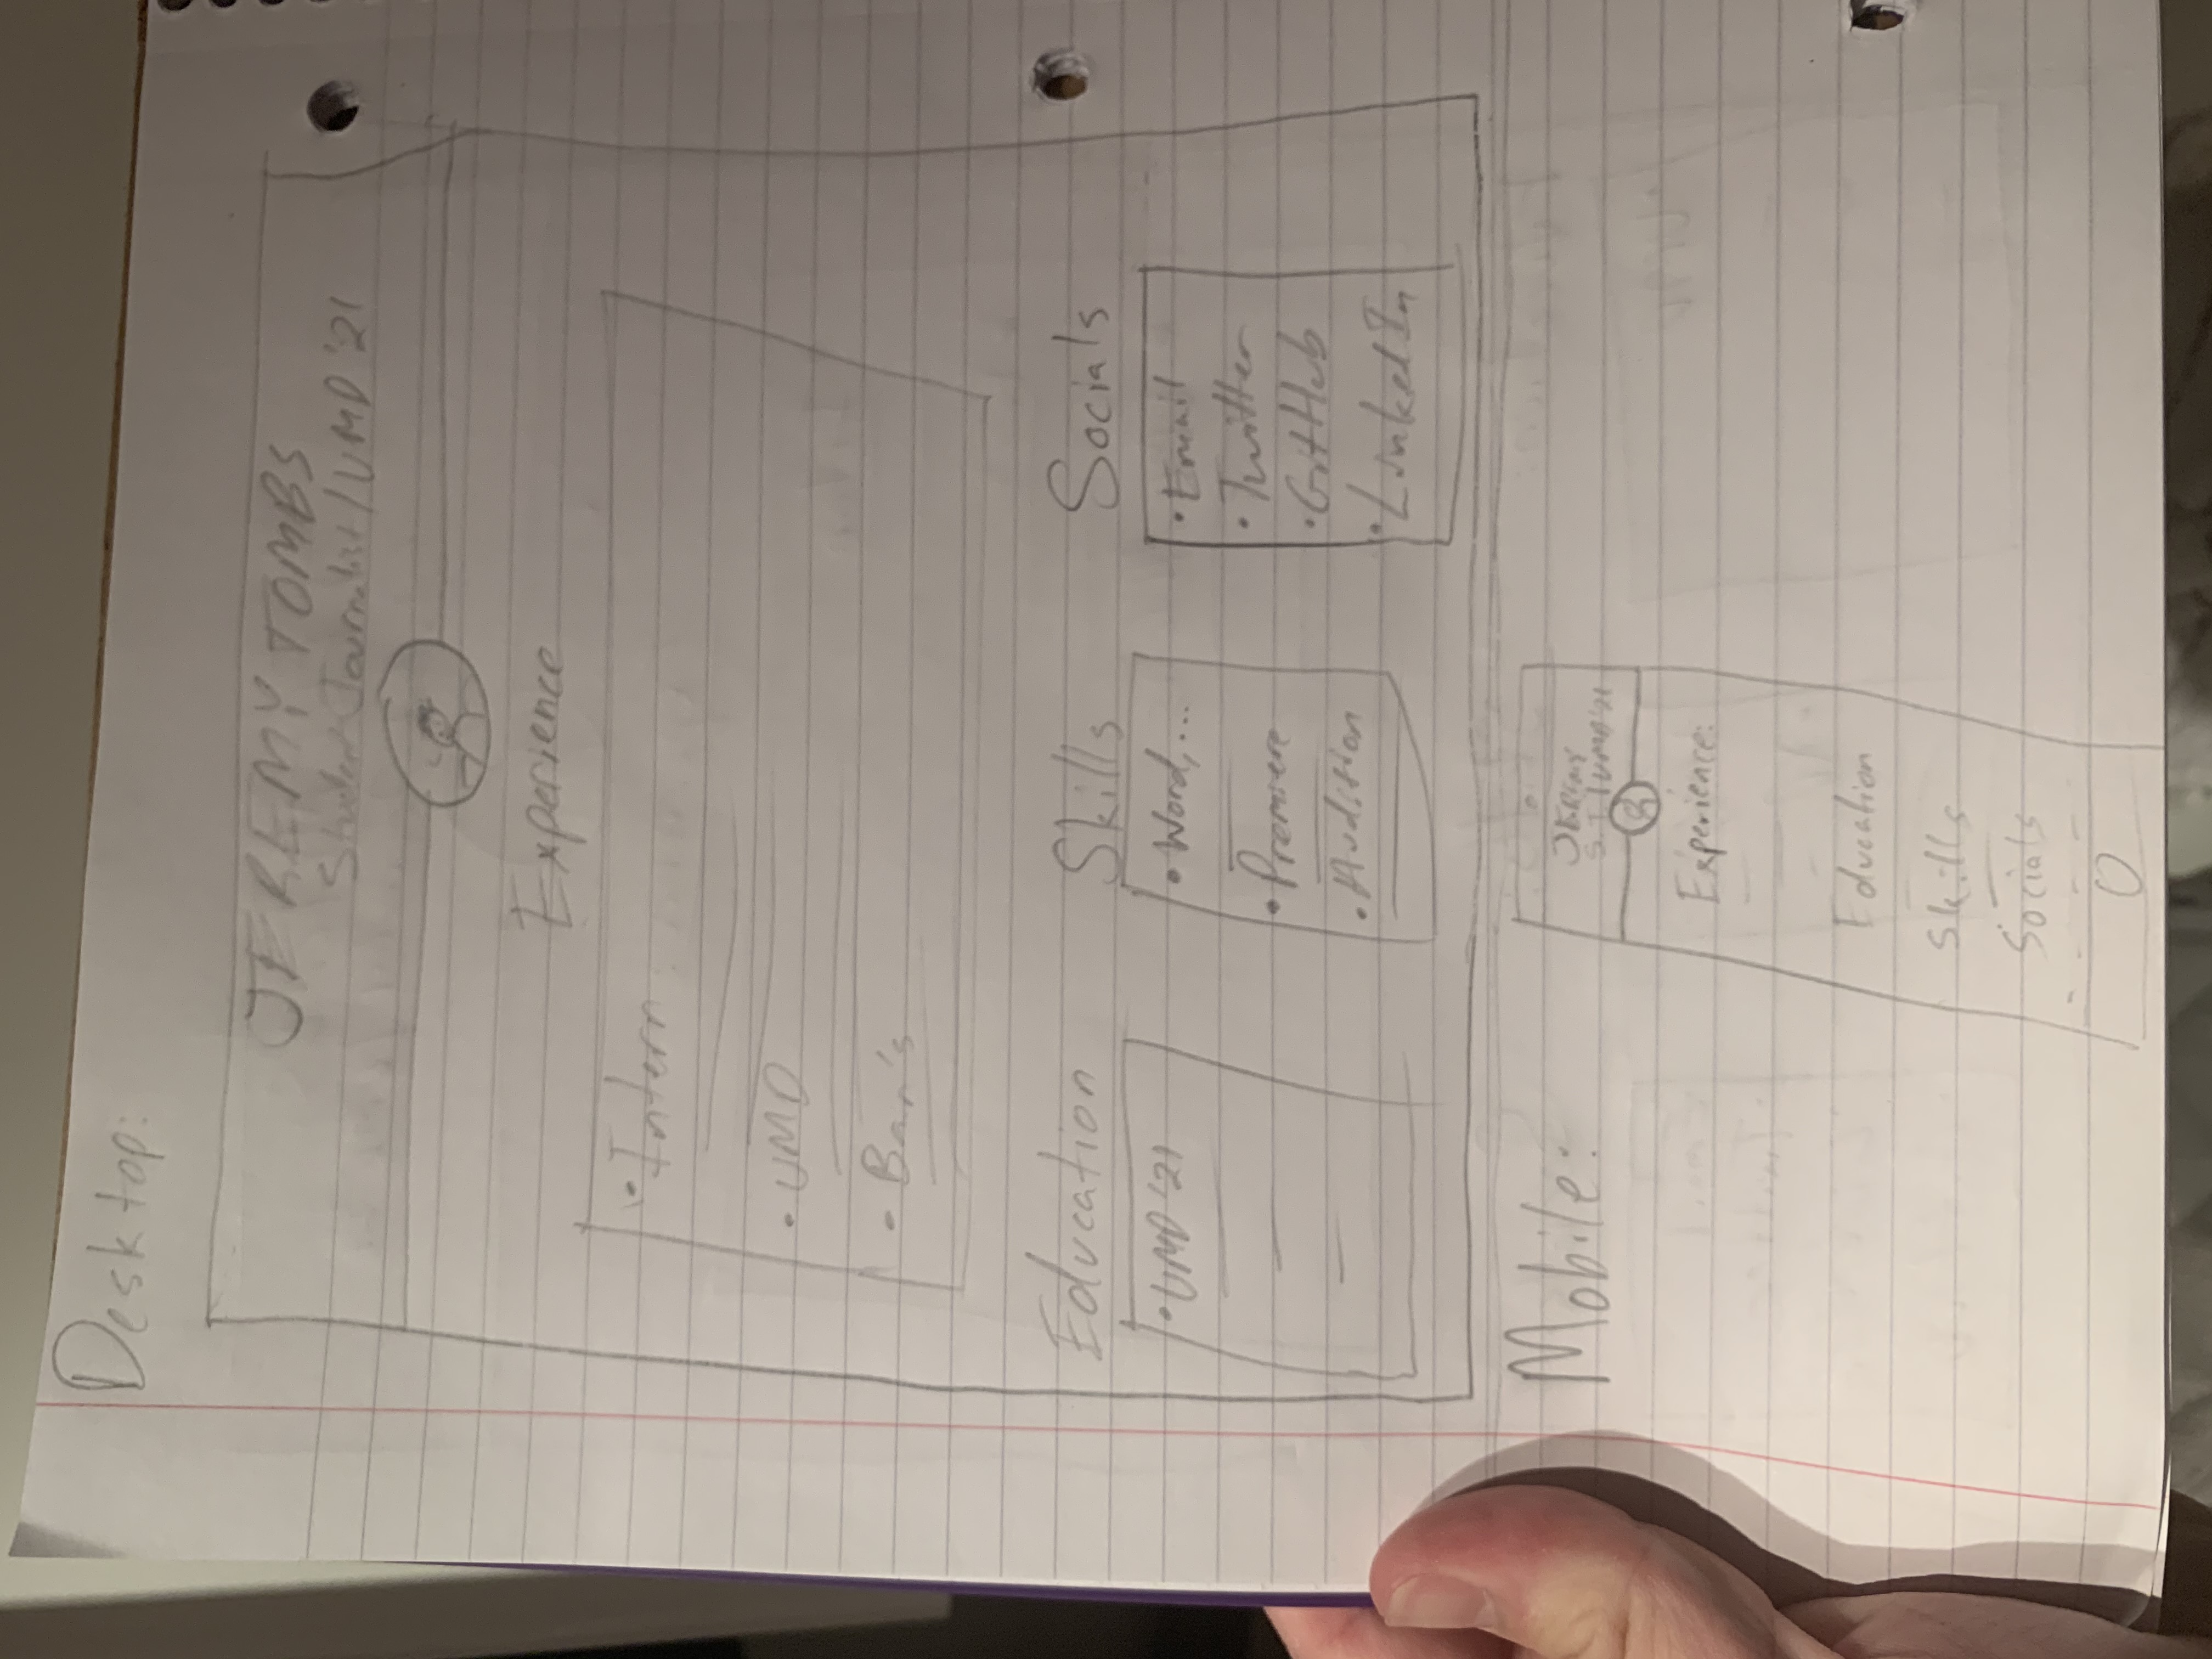 Desktop:
JEREMY TOMBS
Student Journalist/UMD '21
Experience
• Intern
• UMD
• Bar's
Education
• UMD '21
Skills
• Word,...
• Premiere
• Audition
Socials
• Email
• Twitter
• GitHub
• LinkedIn
Mobile:
JEREMY
S.J/UMD '21
Experience:
Education
Skills
Socials